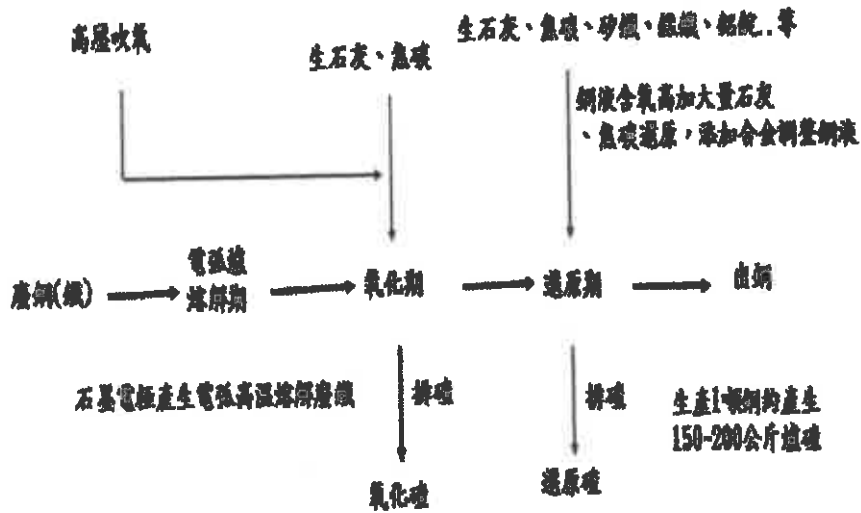 高壓吹氧
生石灰、焦碳
生石灰、焦碳、矽鐵、錳鐵、鋁錠..等
鋼液含氧高加大量石灰
、焦碳還原，添加合金調整鋼液
廢鋼(鐵)
電弧爐
熔解期
氧化期
還原期
出鋼
石墨電極產生電弧高溫熔解廢鐵
排碴
排碴
生產1噸鋼約產生
150-200公斤爐碴
氧化碴
還原碴